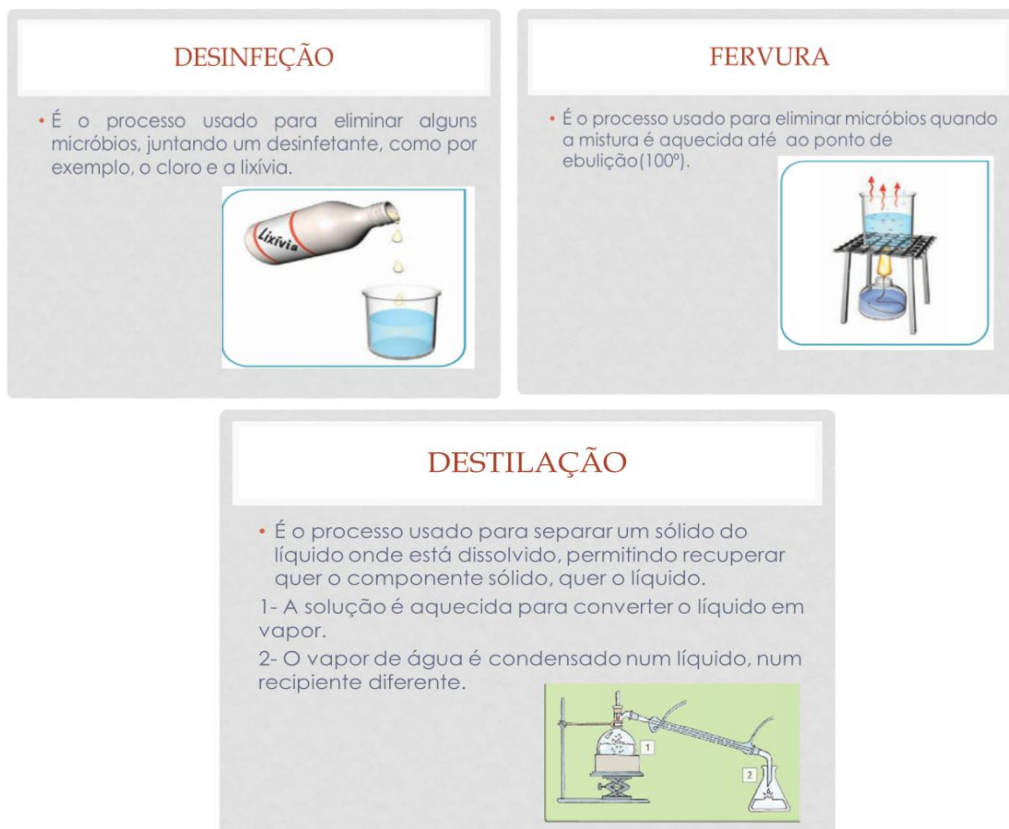 DESINFEÇÃO
• É o processo usado para eliminar alguns
micróbios, juntando um desinfetante, como por
exemplo, o cloro e a lixívia.
Lixívia
FERVURA
• É o processo usado para eliminar micróbios quando
a mistura é aquecida até ao ponto de
ebulição(100º).
DESTILAÇÃO
• É o processo usado para separar um sólido do
líquido onde está dissolvido, permitindo recuperar
quer o componente sólido, quer o líquido.
1- A solução é aquecida para converter o líquido em
vapor.
2- O vapor de água é condensado num líquido, num
recipiente diferente.
1
2